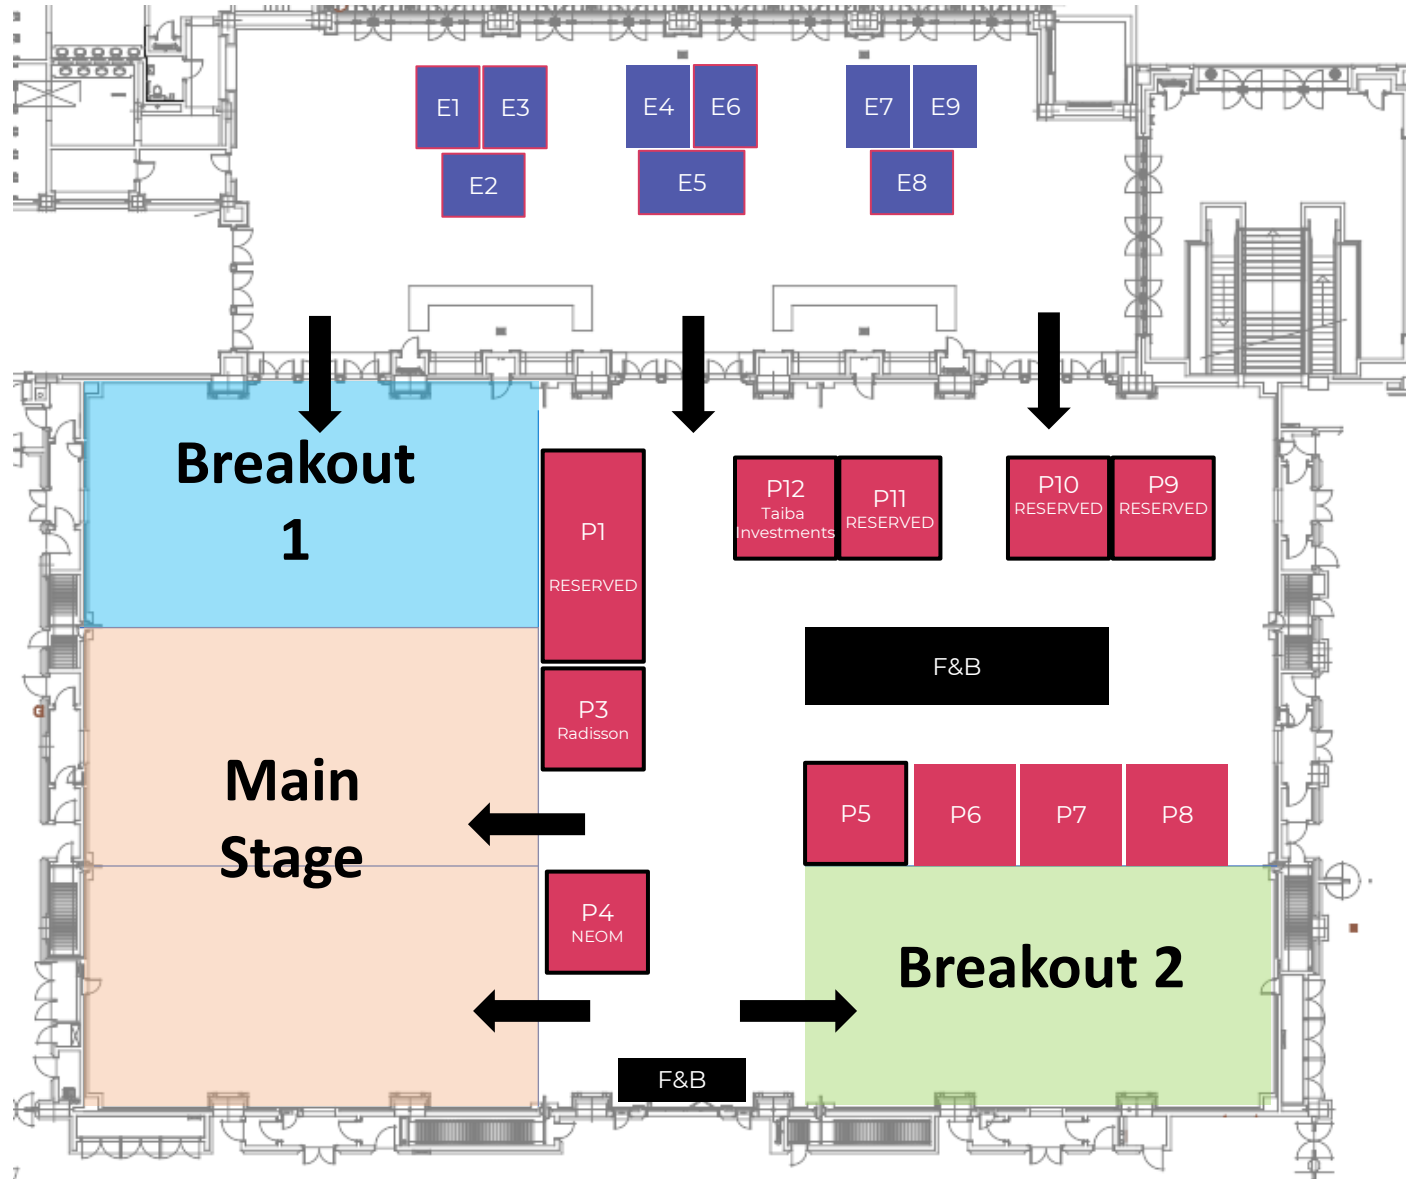 E1
E3
E2
E4
E6
E5
E7
E9
E8
Breakout
1
P1
RESERVED
P12
Taiba
Investments
P11
RESERVED
P10
RESERVED
P9
RESERVED
F&B
P3
Radisson
Main
Stage
P5
P6
P7
P8
P4
NEOM
Breakout 2
F&B
G